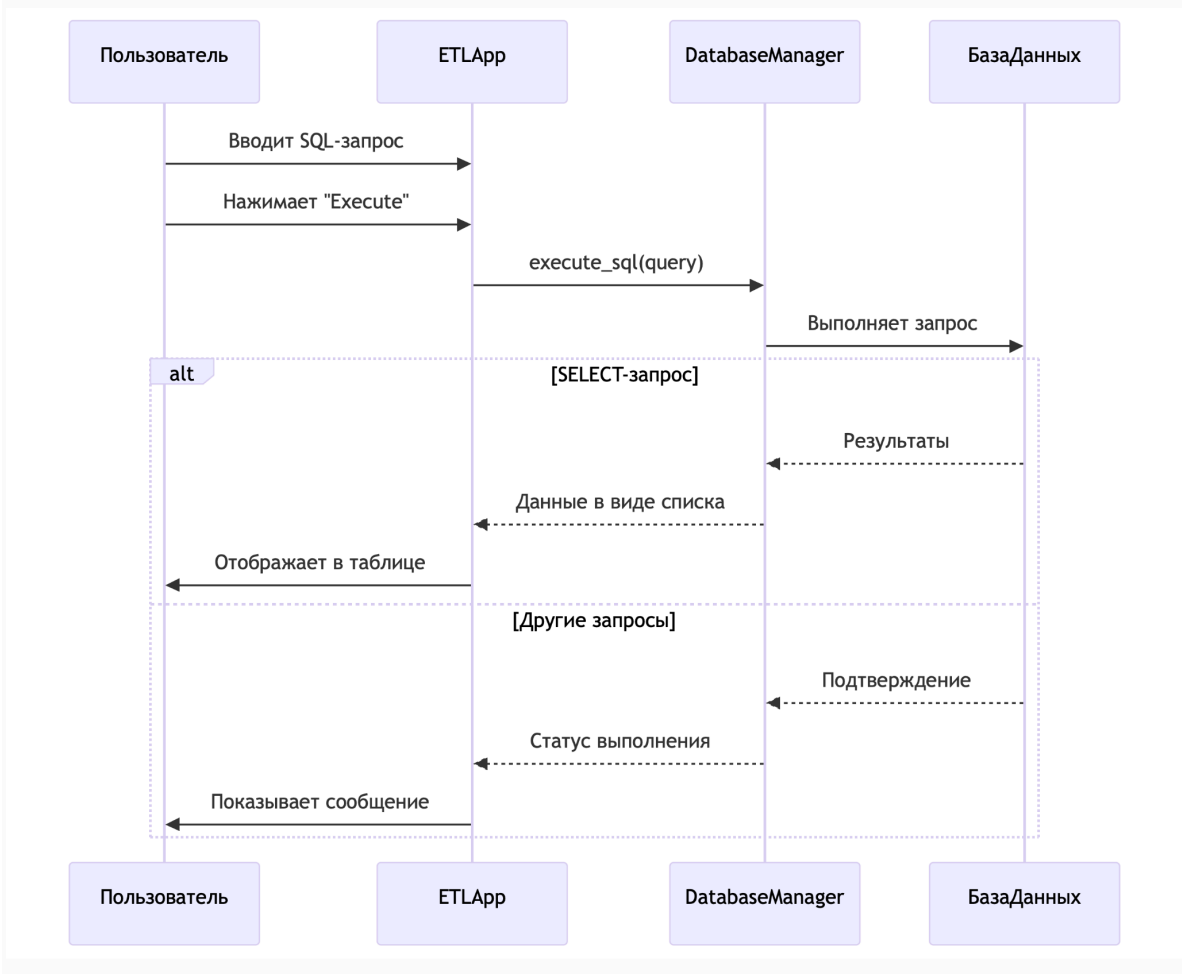 Пользователь
ETLApp
DatabaseManager
БазаДанных
Вводит SQL-запрос
Нажимает "Execute"
execute_sql(query)
Выполняет запрос
alt
[SELECT-запрос]
Результаты
Данные в виде списка
Отображает в таблице
[Другие запросы]
Подтверждение
Статус выполнения
Показывает сообщение
Пользователь
ETLApp
DatabaseManager
БазаДанных